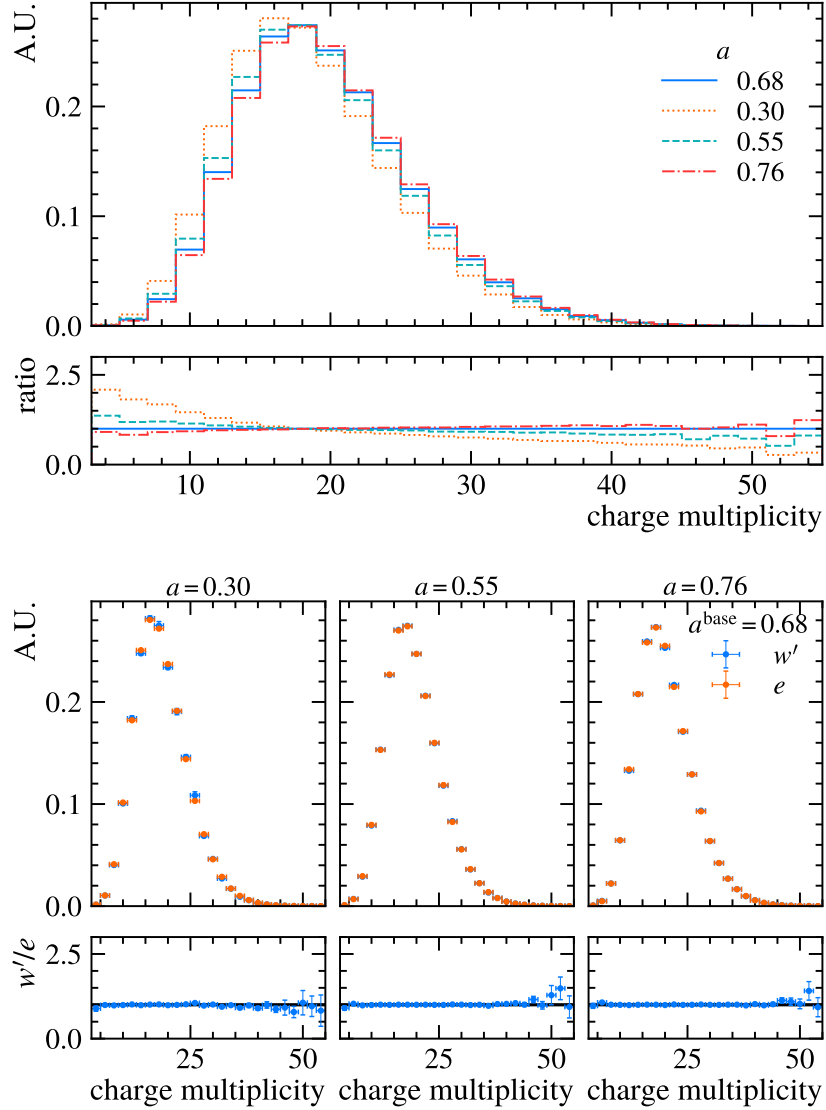 A.U.
0.2
0.1
0.0
a
0.68
0.30
0.55
0.76
ratio
2.5
0.0
10 20 30 40 50
charge multiplicity
a = 0.30 a = 0.55 a = 0.76
A.U.
0.2
0.1
0.0
a^base = 0.68
w′
e
w′/e
2.5
0.0
25 50 25 50 25 50
charge multiplicity charge multiplicity charge multiplicity